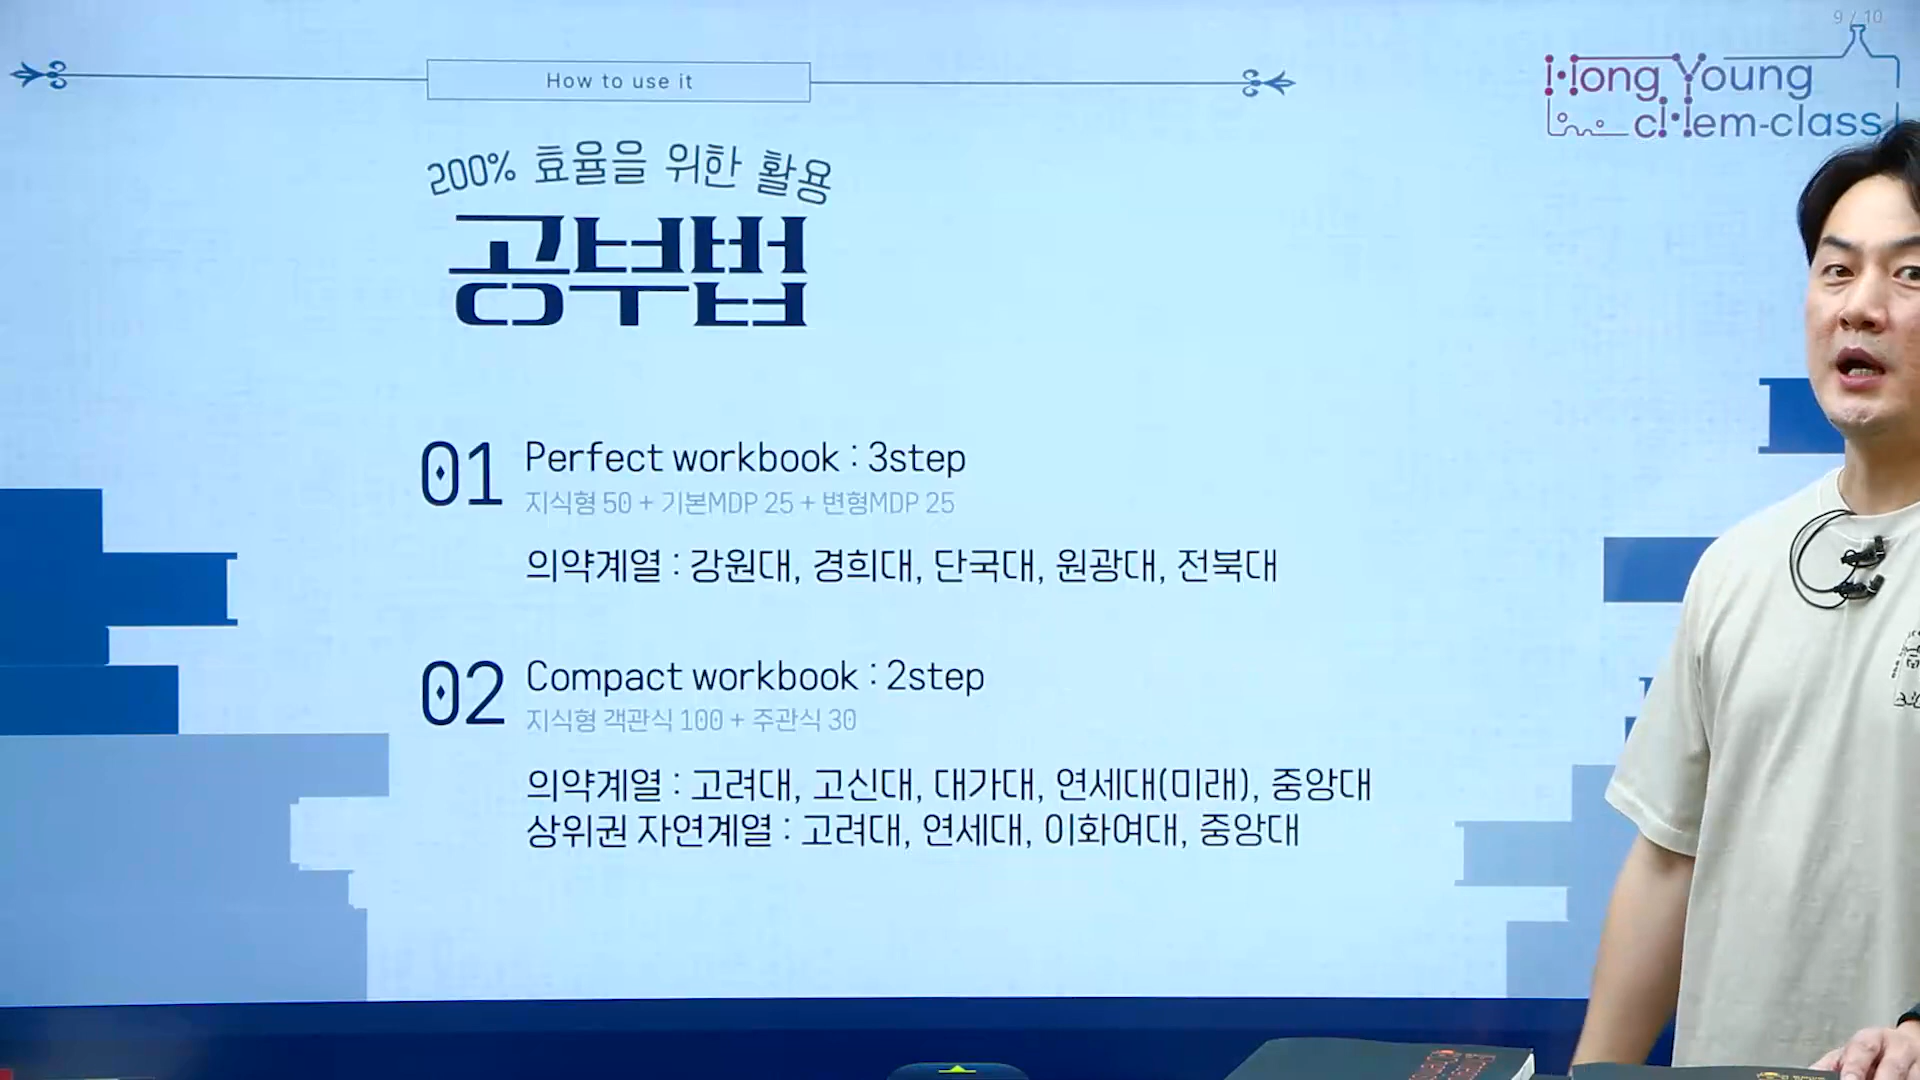 9 / 10
How to use it
Hong Young
cHem-class
200% 효율을 위한 활용
공부법
01 Perfect workbook : 3step
지식형 50 + 기본MDP 25 + 변형MDP 25
의약계열 : 강원대, 경희대, 단국대, 원광대, 전북대
02 Compact workbook : 2step
지식형 객관식 100 + 주관식 30
의약계열 : 고려대, 고신대, 대가대, 연세대(미래), 중앙대
상위권 자연계열 : 고려대, 연세대, 이화여대, 중앙대